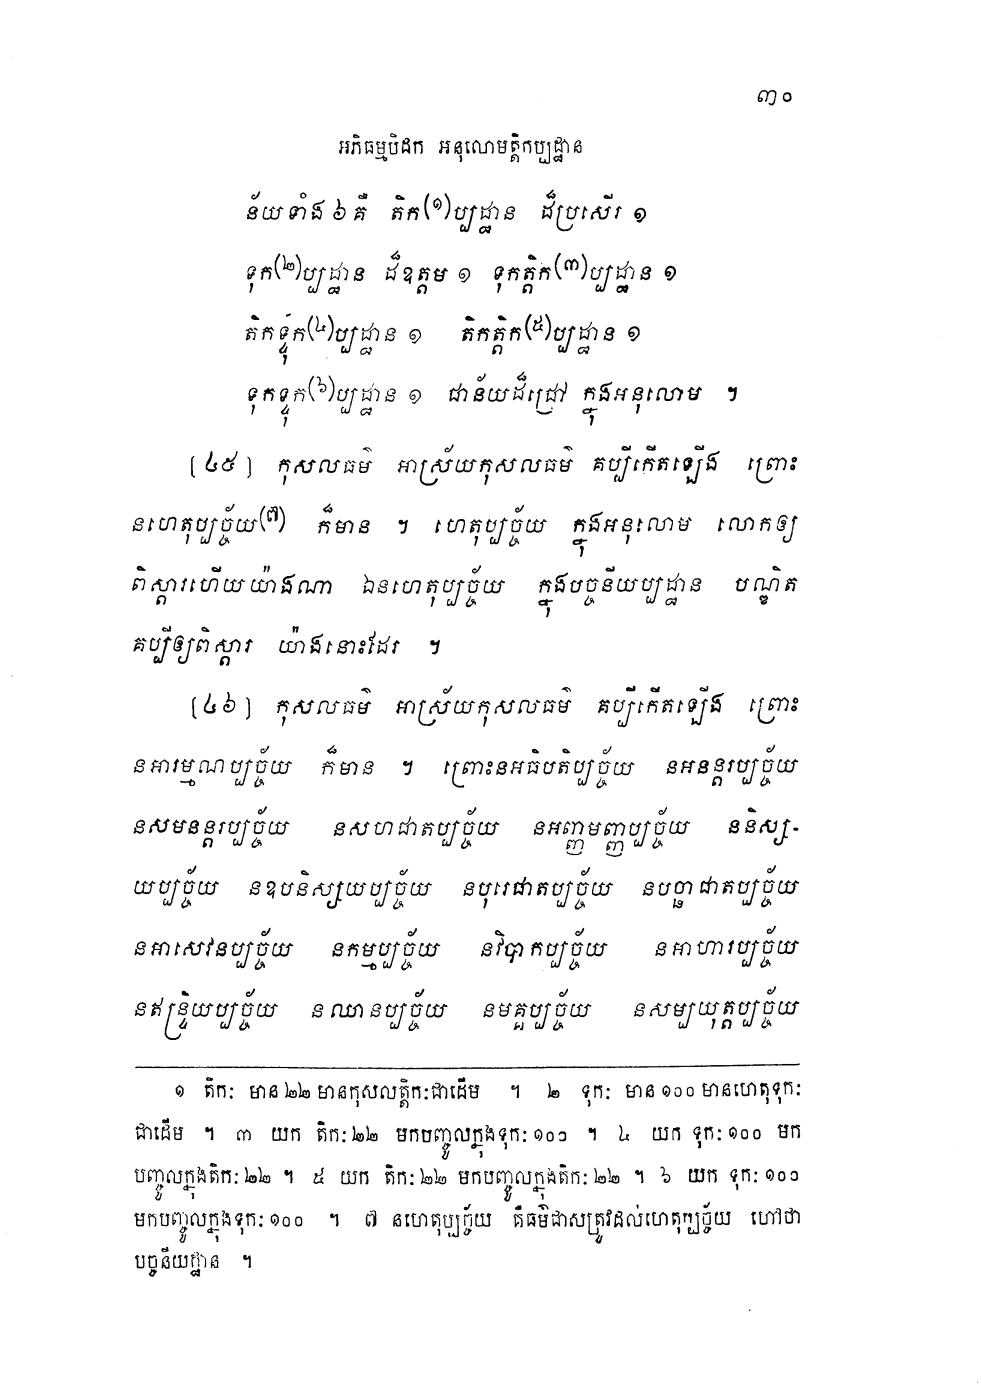 ៣០
អភិធម្មបិដក អនុលោមត្តិកប្បដ្ឋាន
ន័យទាំង ៦ គឺ តិក(១)ប្បដ្ឋាន ដ៏ប្រសើរ ១
ទុក(២)ប្បដ្ឋាន ដ៏ឧត្តម ១ ទុកត្តិក(៣)ប្បដ្ឋាន ១
តិកទ្ទុក(៤)ប្បដ្ឋាន ១ តិកត្តិក(៥)ប្បដ្ឋាន ១
ទុកទ្ទុក(៦)ប្បដ្ឋាន ១ ជាន័យដ៏ជ្រៅ ក្នុងអនុលោម ។
[៤៥] កុសលធម៌ អាស្រ័យកុសលធម៌ គប្បីកើតឡើង ព្រោះ
នហេតុប្បច្ច័យ(៧) ក៏មាន ។ ហេតុប្បច្ច័យ ក្នុងអនុលោម លោកឲ្យ
ពិស្តារហើយយ៉ាងណា ឯនហេតុប្បច្ច័យ ក្នុងបច្ចនីយប្បដ្ឋាន បណ្ឌិត
គប្បីឲ្យពិស្តារ យ៉ាងនោះដែរ ។
[៤៦] កុសលធម៌ អាស្រ័យកុសលធម៌ គប្បីកើតឡើង ព្រោះ
នអារម្មណប្បច្ច័យ ក៏មាន ។ ព្រោះនអធិបតិប្បច្ច័យ នអនន្តរប្បច្ច័យ
នសមនន្តរប្បច្ច័យ នសហជាតប្បច្ច័យ នអញ្ញមញ្ញប្បច្ច័យ ននិស្ស-
យប្បច្ច័យ នឧបនិស្សយប្បច្ច័យ នបុរេជាតប្បច្ច័យ នបច្ឆាជាតប្បច្ច័យ
នអាសេវនប្បច្ច័យ នកម្មប្បច្ច័យ នវិបាកប្បច្ច័យ នអាហារប្បច្ច័យ
នឥន្ទ្រិយប្បច្ច័យ នឈានប្បច្ច័យ នមគ្គប្បច្ច័យ នសម្បយុត្តប្បច្ច័យ
១ តិកៈ មាន ២២ មានកុសលត្តិកៈជាដើម ។ ២ ទុកៈ មាន ១០០ មានហេតុទុកៈ
ជាដើម ។ ៣ យក តិកៈ ២២ មកបញ្ចូលក្នុងទុកៈ ១០១ ។ ៤ យក ទុកៈ ១០០ មក
បញ្ចូលក្នុងតិកៈ ២២ ។ ៥ យក តិកៈ ២២ មកបញ្ចូលក្នុងតិកៈ ២២ ។ ៦ យក ទុកៈ ១០១
មកបញ្ចូលក្នុងទុកៈ ១០០ ។ ៧ នហេតុប្បច្ច័យ គឺធម៌ជាសត្រូវដល់ហេតុប្បច្ច័យ ហៅថា
បច្ចនីយដ្ឋាន ។